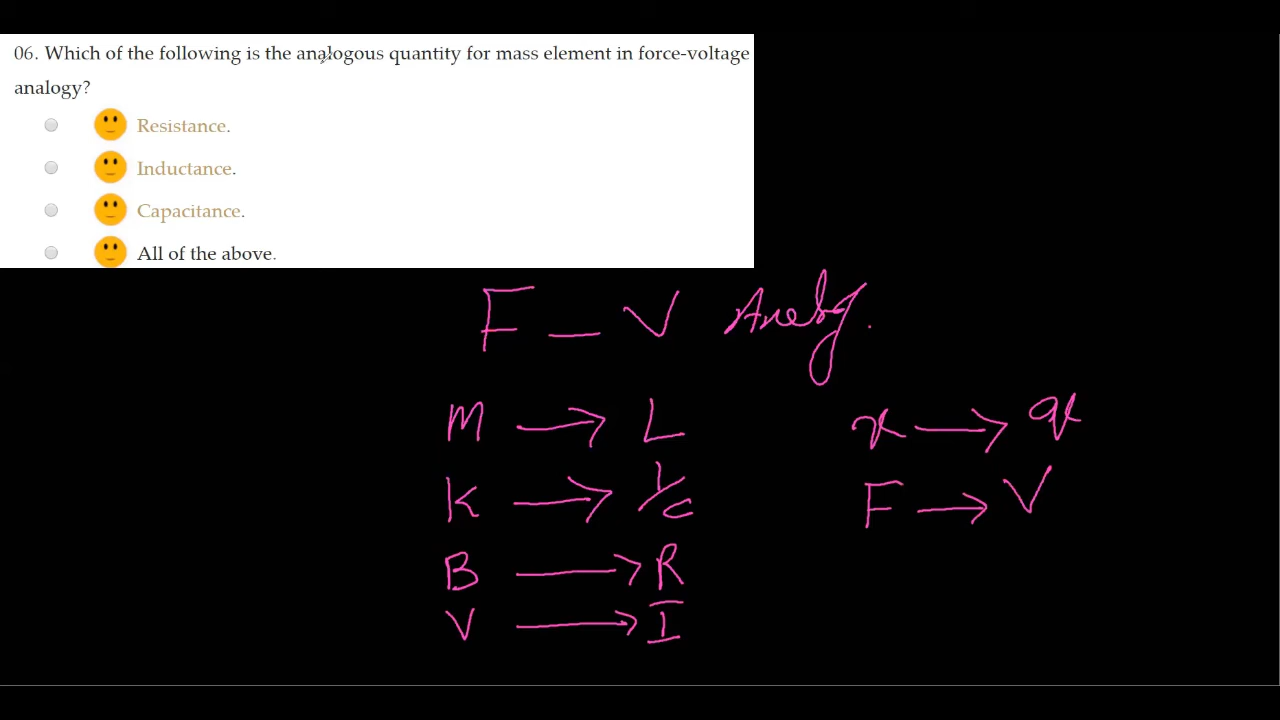 06. Which of the following is the analogous quantity for mass element in force-voltage
analogy?
Resistance.
Inductance.
Capacitance.
All of the above.
F - V Analogy.
M → L
x → q
K → 1/C
F → V
B → R
V → I